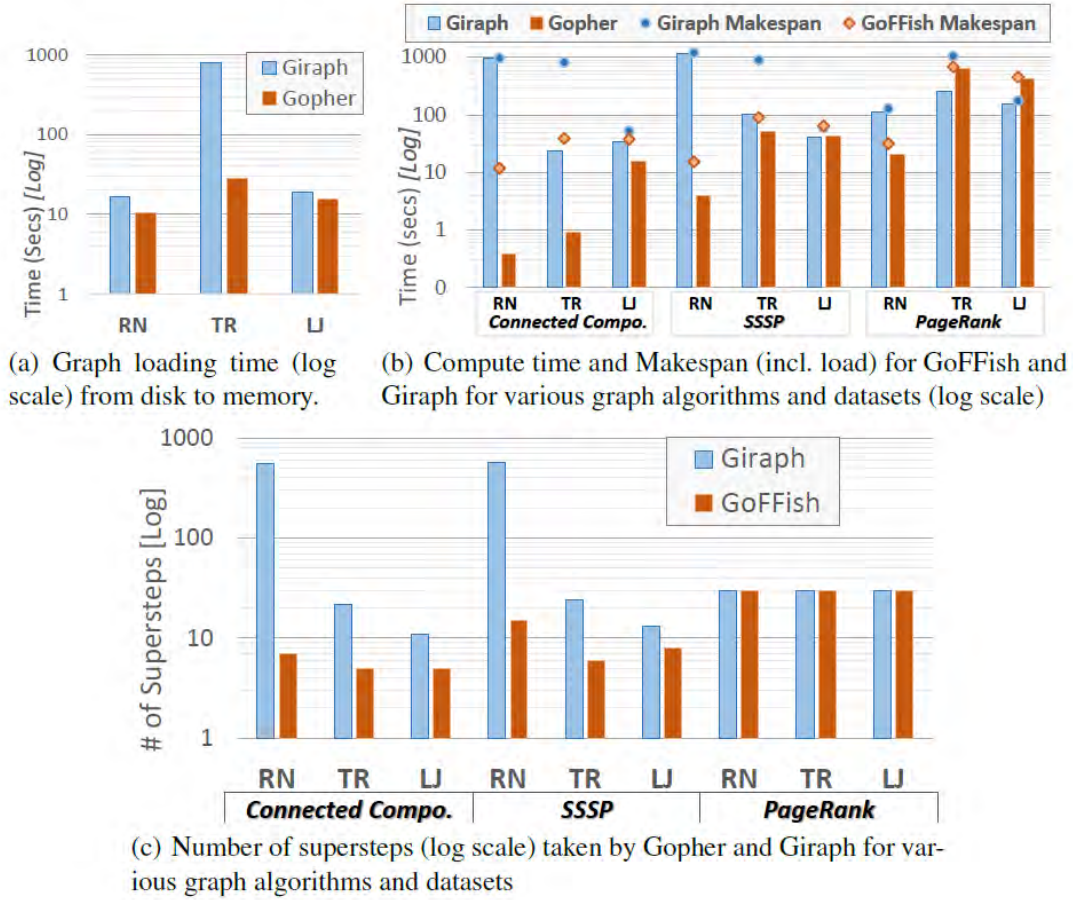 Giraph Gopher Giraph Makespan GoFFish Makespan
1000
100
10
1
Time (Secs) [Log]
Giraph
Gopher
RN TR LJ
1000
100
10
1
0
Time (secs) [Log]
RN TR LJ RN TR LJ RN TR LJ
Connected Compo. SSSP PageRank
(a) Graph loading time (log
scale) from disk to memory.
(b) Compute time and Makespan (incl. load) for GoFFish and
Giraph for various graph algorithms and datasets (log scale)
1000
100
10
1
# of Supersteps [Log]
Giraph
GoFFish
RN TR LJ RN TR LJ RN TR LJ
Connected Compo. SSSP PageRank
(c) Number of supersteps (log scale) taken by Gopher and Giraph for var-
ious graph algorithms and datasets